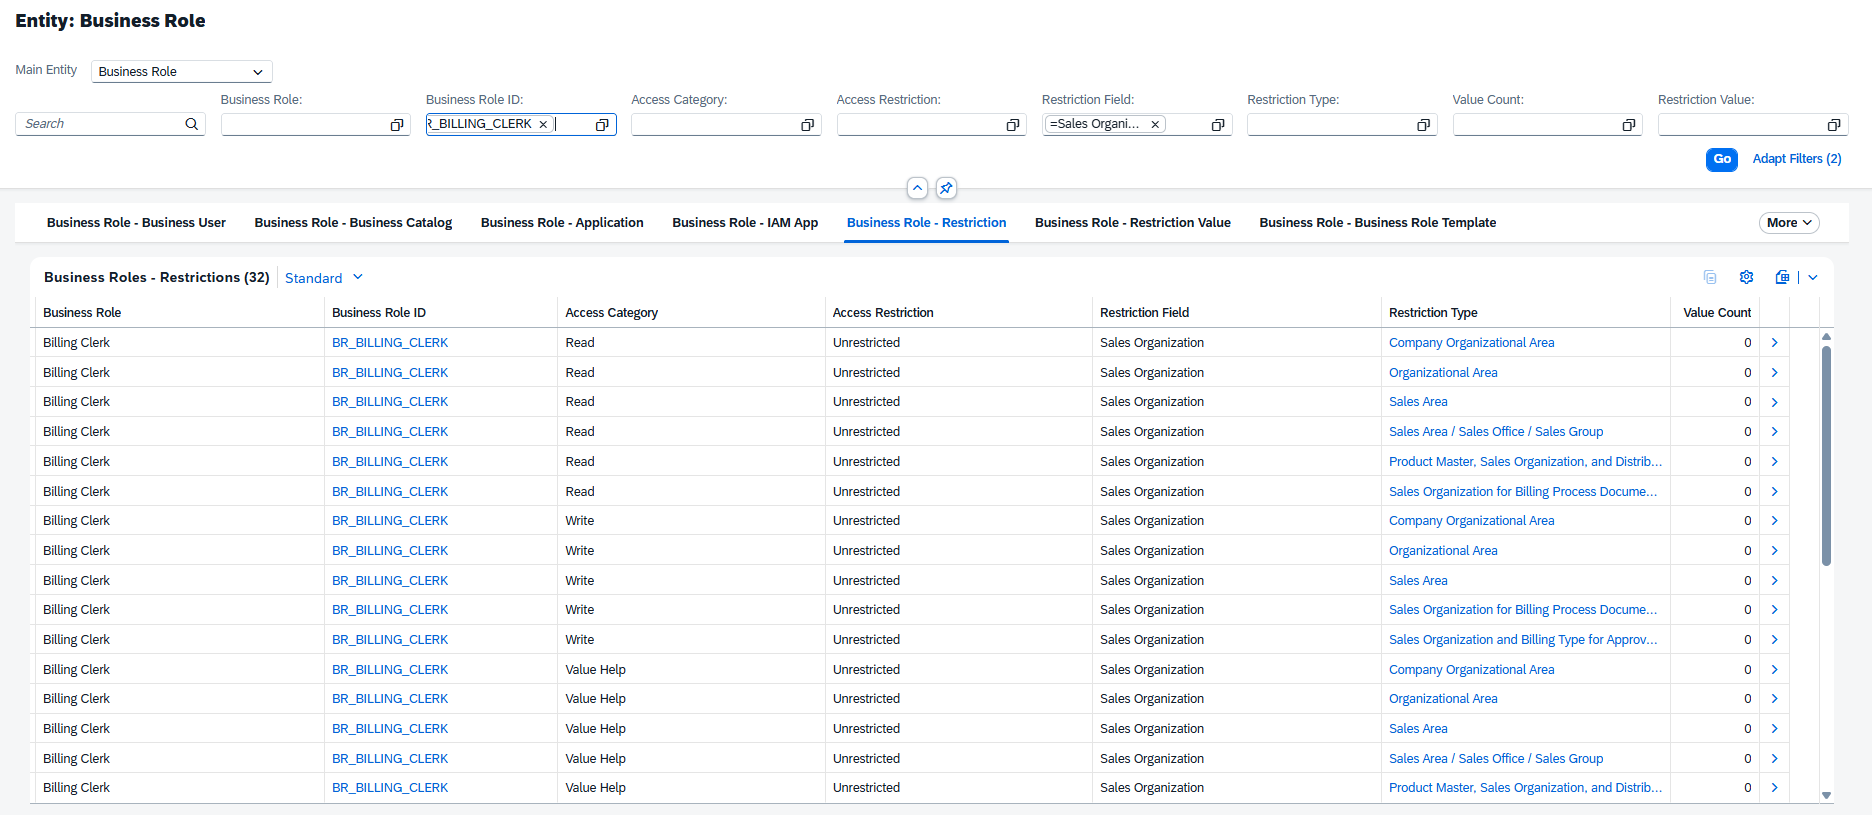 Entity: Business Role
Main Entity Business Role
Business Role: Business Role ID: Access Category: Access Restriction: Restriction Field: Restriction Type: Value Count: Restriction Value:
Search R_BILLING_CLERK =Sales Organi...
Go Adapt Filters (2)
Business Role - Business User Business Role - Business Catalog Business Role - Application Business Role - IAM App Business Role - Restriction Business Role - Restriction Value Business Role - Business Role Template More
Business Roles - Restrictions (32) Standard
Business Role Business Role ID Access Category Access Restriction Restriction Field Restriction Type Value Count
Billing Clerk BR_BILLING_CLERK Read Unrestricted Sales Organization Company Organizational Area 0
Billing Clerk BR_BILLING_CLERK Read Unrestricted Sales Organization Organizational Area 0
Billing Clerk BR_BILLING_CLERK Read Unrestricted Sales Organization Sales Area 0
Billing Clerk BR_BILLING_CLERK Read Unrestricted Sales Organization Sales Area / Sales Office / Sales Group 0
Billing Clerk BR_BILLING_CLERK Read Unrestricted Sales Organization Product Master, Sales Organization, and Distrib... 0
Billing Clerk BR_BILLING_CLERK Read Unrestricted Sales Organization Sales Organization for Billing Process Docume... 0
Billing Clerk BR_BILLING_CLERK Write Unrestricted Sales Organization Company Organizational Area 0
Billing Clerk BR_BILLING_CLERK Write Unrestricted Sales Organization Organizational Area 0
Billing Clerk BR_BILLING_CLERK Write Unrestricted Sales Organization Sales Area 0
Billing Clerk BR_BILLING_CLERK Write Unrestricted Sales Organization Sales Organization for Billing Process Docume... 0
Billing Clerk BR_BILLING_CLERK Write Unrestricted Sales Organization Sales Organization and Billing Type for Approv... 0
Billing Clerk BR_BILLING_CLERK Value Help Unrestricted Sales Organization Company Organizational Area 0
Billing Clerk BR_BILLING_CLERK Value Help Unrestricted Sales Organization Organizational Area 0
Billing Clerk BR_BILLING_CLERK Value Help Unrestricted Sales Organization Sales Area 0
Billing Clerk BR_BILLING_CLERK Value Help Unrestricted Sales Organization Sales Area / Sales Office / Sales Group 0
Billing Clerk BR_BILLING_CLERK Value Help Unrestricted Sales Organization Product Master, Sales Organization, and Distrib... 0